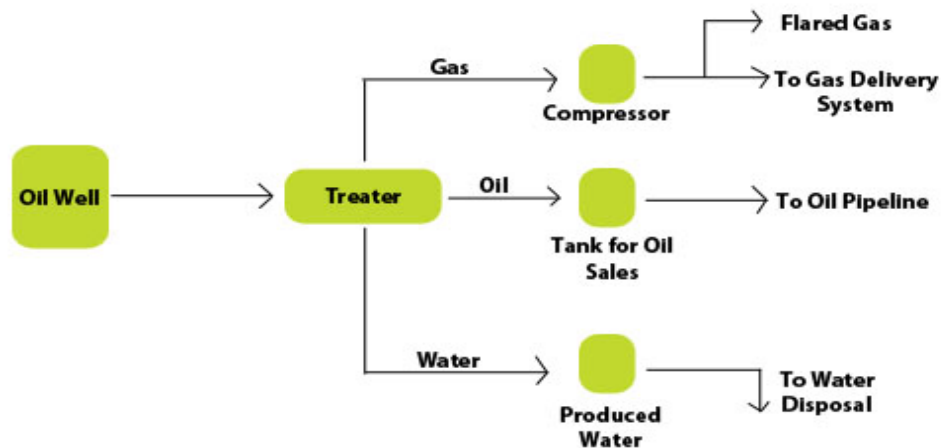 Flared Gas
Gas
To Gas Delivery
System
Compressor
Oil Well
Treater
Oil
To Oil Pipeline
Tank for Oil
Sales
Water
To Water
Disposal
Produced
Water